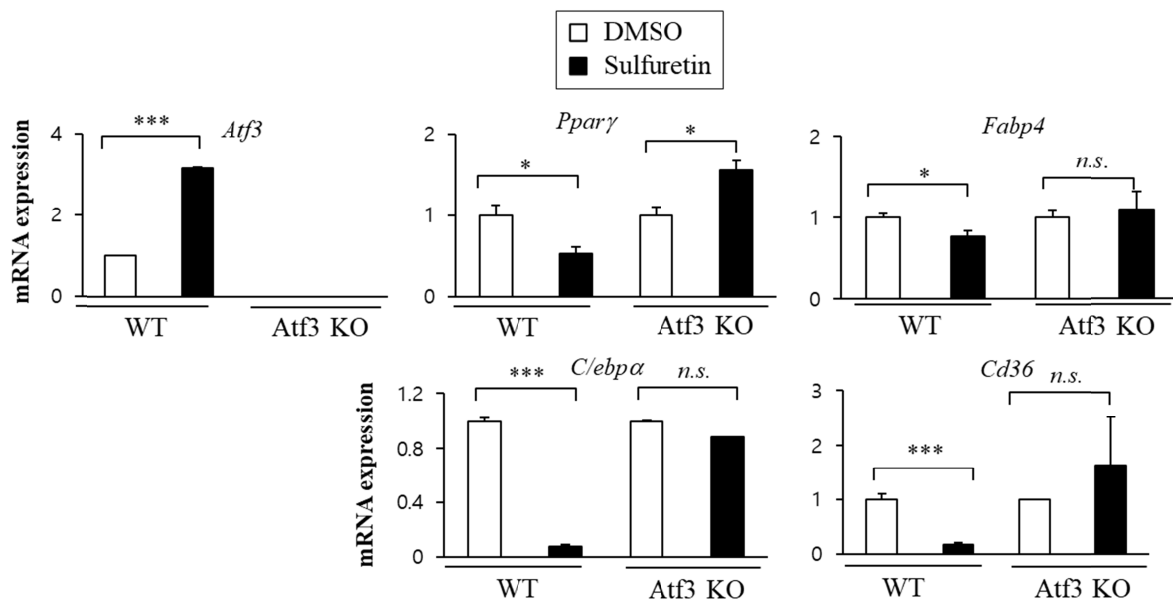 DMSO
Sulfuretin
mRNA expression
4
2
0
***
Atf3
WT
Atf3 KO
2
1
0
Pparγ
*
*
WT
Atf3 KO
2
1
0
Fabp4
*
n.s.
WT
Atf3 KO
mRNA expression
1.2
0.8
0.4
0
C/ebpα
***
n.s.
WT
Atf3 KO
3
2
1
0
Cd36
***
n.s.
WT
Atf3 KO